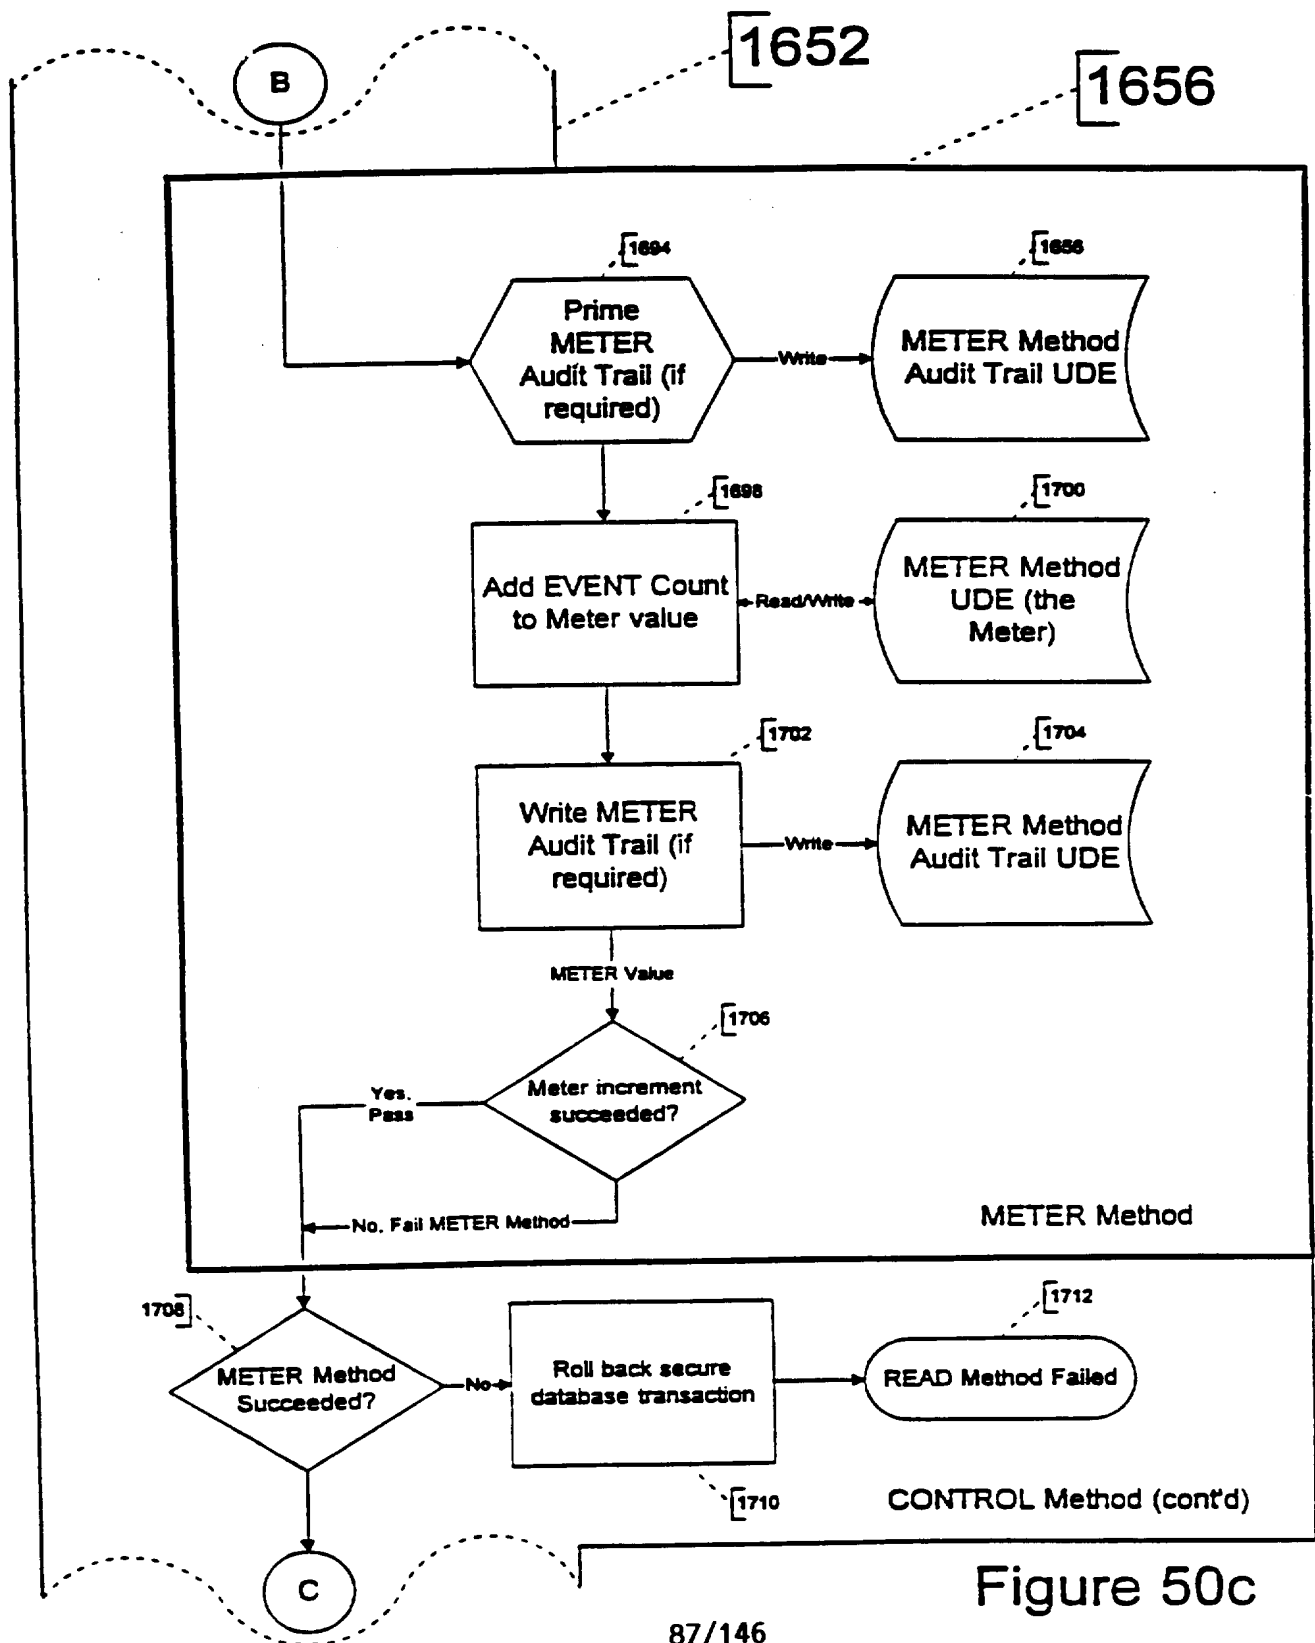 1652
1656
B
1694
Prime
METER
Audit Trail (if
required)
Write
1656
METER Method
Audit Trail UDE
1698
Add EVENT Count
to Meter value
Read/Write
1700
METER Method
UDE (the
Meter)
1702
Write METER
Audit Trail (if
required)
Write
1704
METER Method
Audit Trail UDE
METER Value
1706
Meter increment
succeeded?
Yes.
Pass
No. Fail METER Method
METER Method
1708
METER Method
Succeeded?
No
Roll back secure
database transaction
1710
1712
READ Method Failed
CONTROL Method (cont'd)
C
Figure 50c
87/146